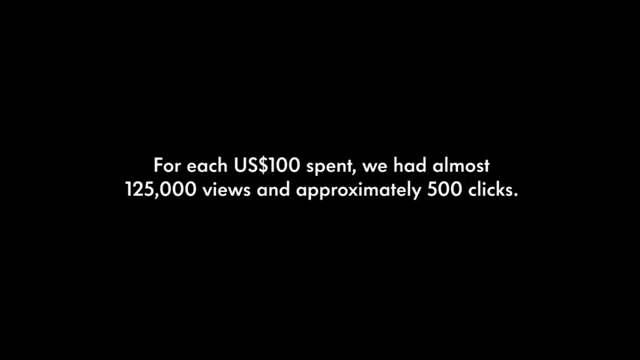 For each US$100 spent, we had almost
125,000 views and approximately 500 clicks.